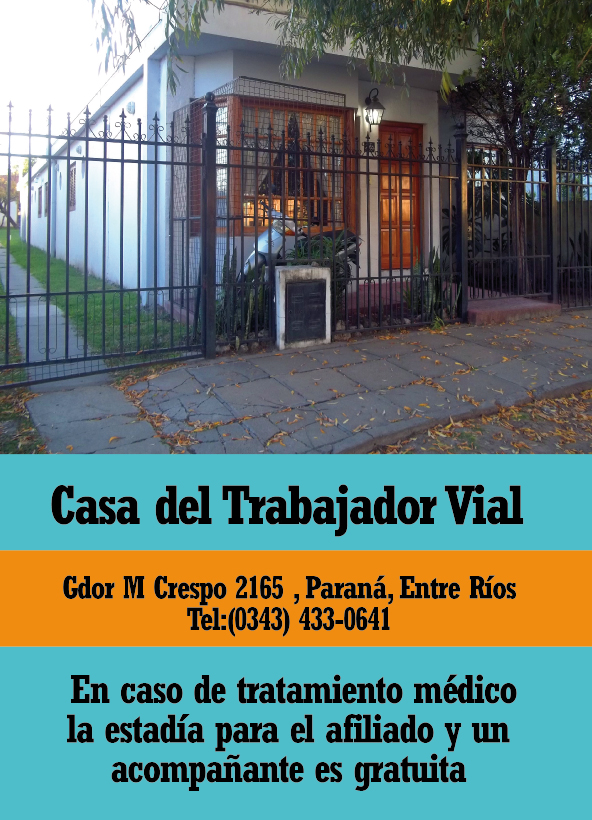 Casa del Trabajador Vial
Gdor M Crespo 2165 , Paraná, Entre Ríos
Tel:(0343) 433-0641
En caso de tratamiento médico
la estadía para el afiliado y un
acompañante es gratuita